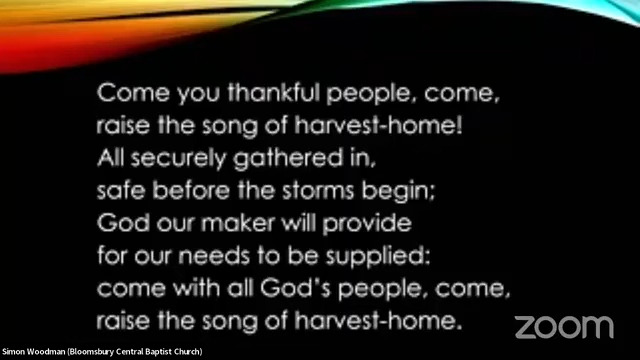 Come you thankful people, come,
raise the song of harvest-home!
All securely gathered in,
safe before the storms begin;
God our maker will provide
for our needs to be supplied:
come with all God's people, come,
raise the song of harvest-home.
zoom
Simon Woodman (Bloomsbury Central Baptist Church)